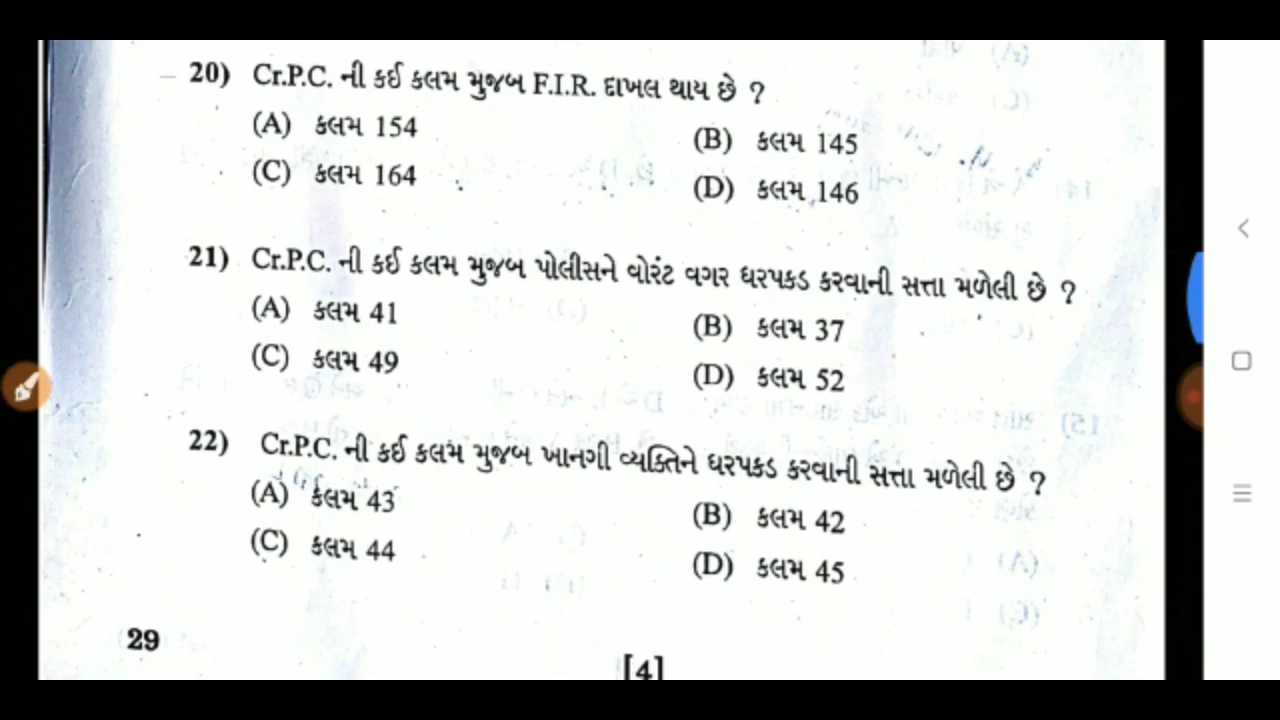 20) Cr.P.C. ની કઈ કલમ મુજબ F.I.R. દાખલ થાય છે ?
(A) કલમ 154
(B) કલમ 145
(C) કલમ 164
(D) કલમ 146
21) Cr.P.C. ની કઈ કલમ મુજબ પોલીસને વોરંટ વગર ધરપકડ કરવાની સત્તા મળેલી છે ?
(A) કલમ 41
(B) કલમ 37
(C) કલમ 49
(D) કલમ 52
22) Cr.P.C. ની કઈ કલમ મુજબ ખાનગી વ્યક્તિને ધરપકડ કરવાની સત્તા મળેલી છે ?
(A) કલમ 43
(B) કલમ 42
(C) કલમ 44
(D) કલમ 45
29
[4]